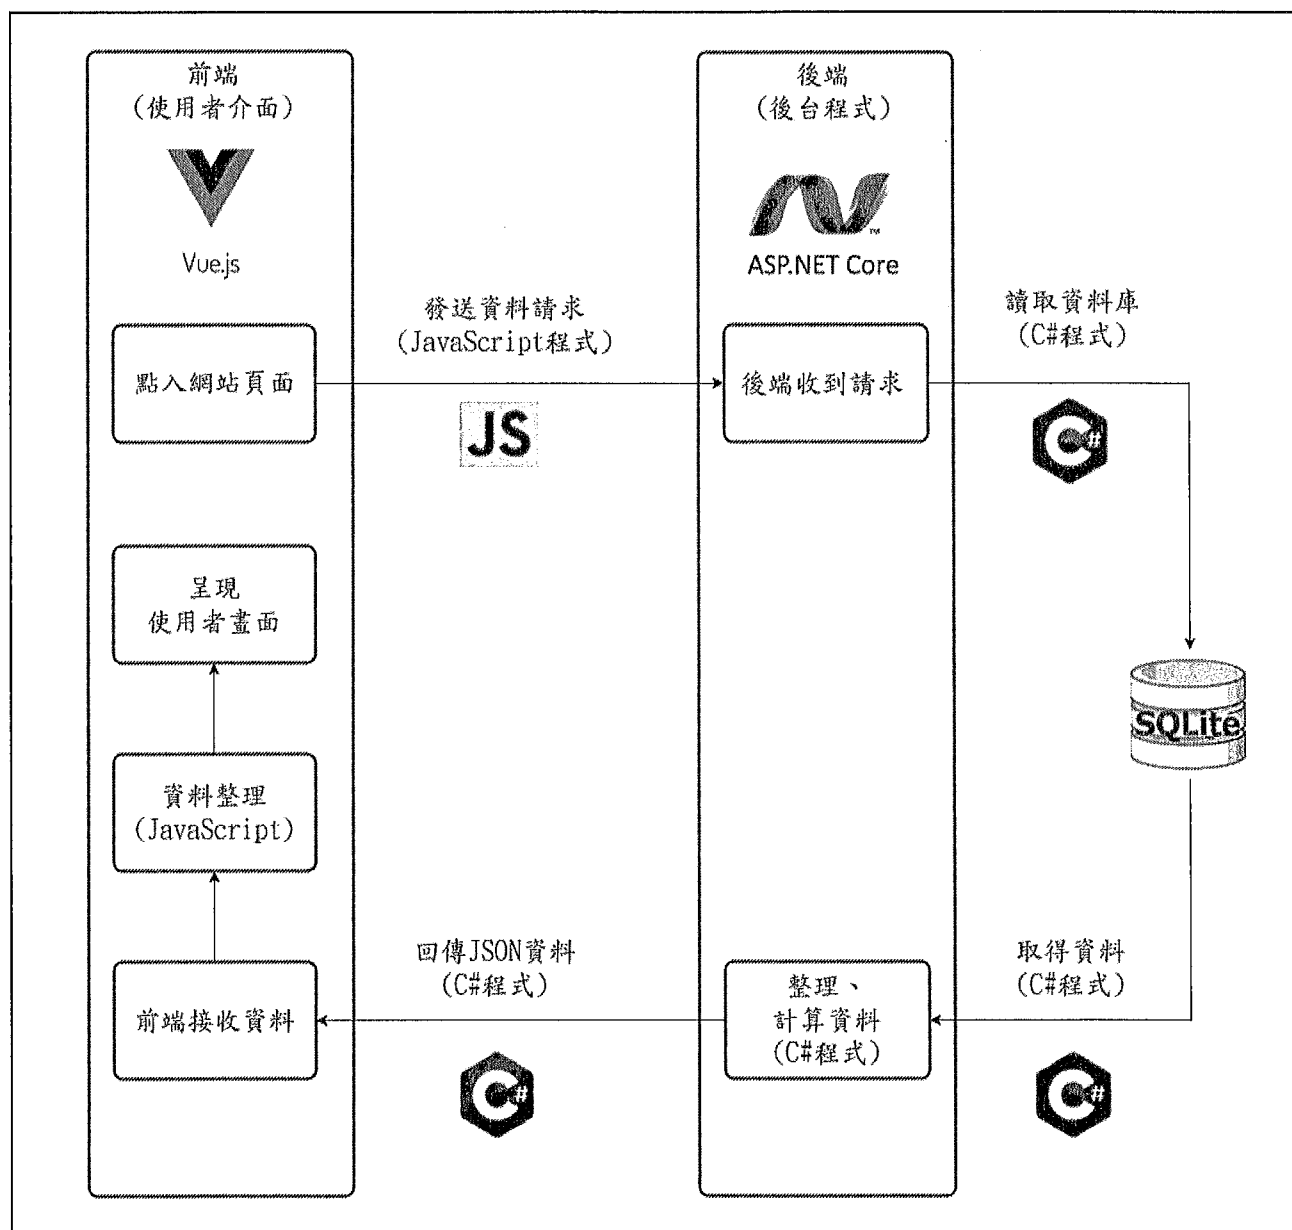 前端
(使用者介面)
Vue.js
後端
(後台程式)
TM
ASP.NET Core
發送資料請求
(JavaScript程式)
讀取資料庫
(C#程式)
點入網站頁面
JS
後端收到請求
C#
呈現
使用者畫面
SQLite
資料整理
(JavaScript)
回傳JSON資料
(C#程式)
取得資料
(C#程式)
前端接收資料
整理、
計算資料
(C#程式)
C#
C#